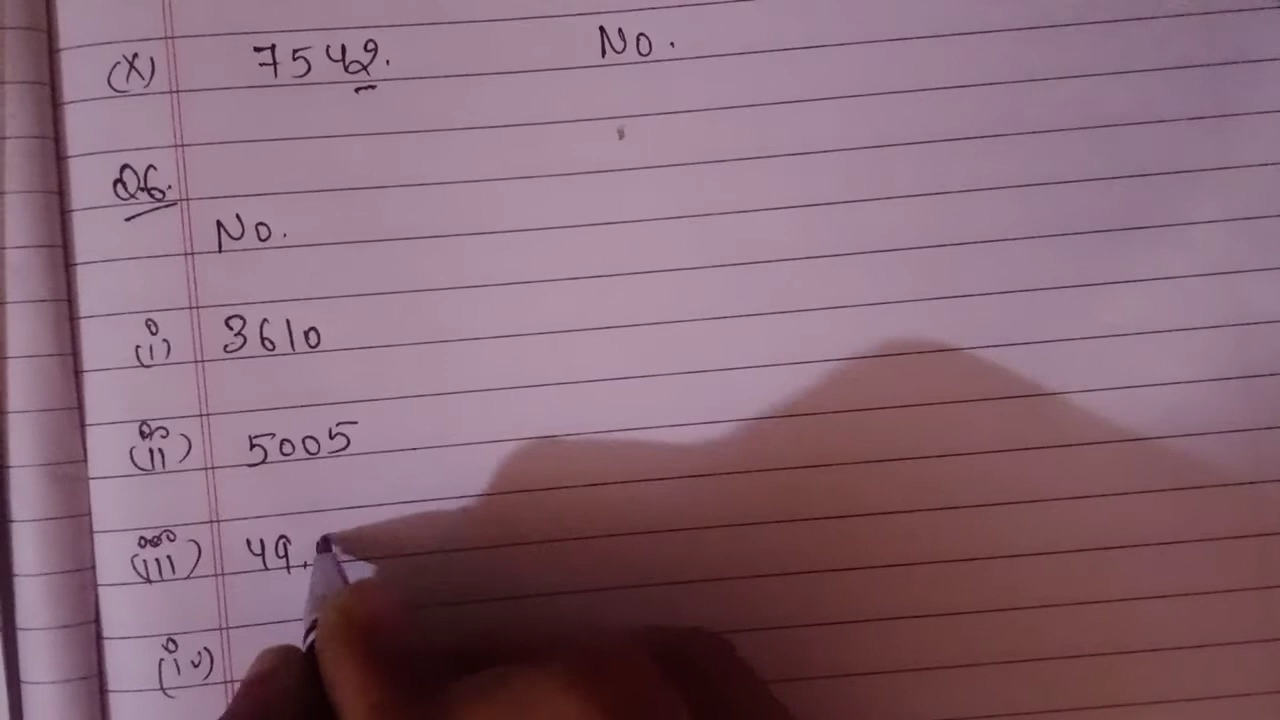 (x) 7542. No.
Q6.
No.
(i) 3610
(ii) 5005
(iii) 49,
(iv)